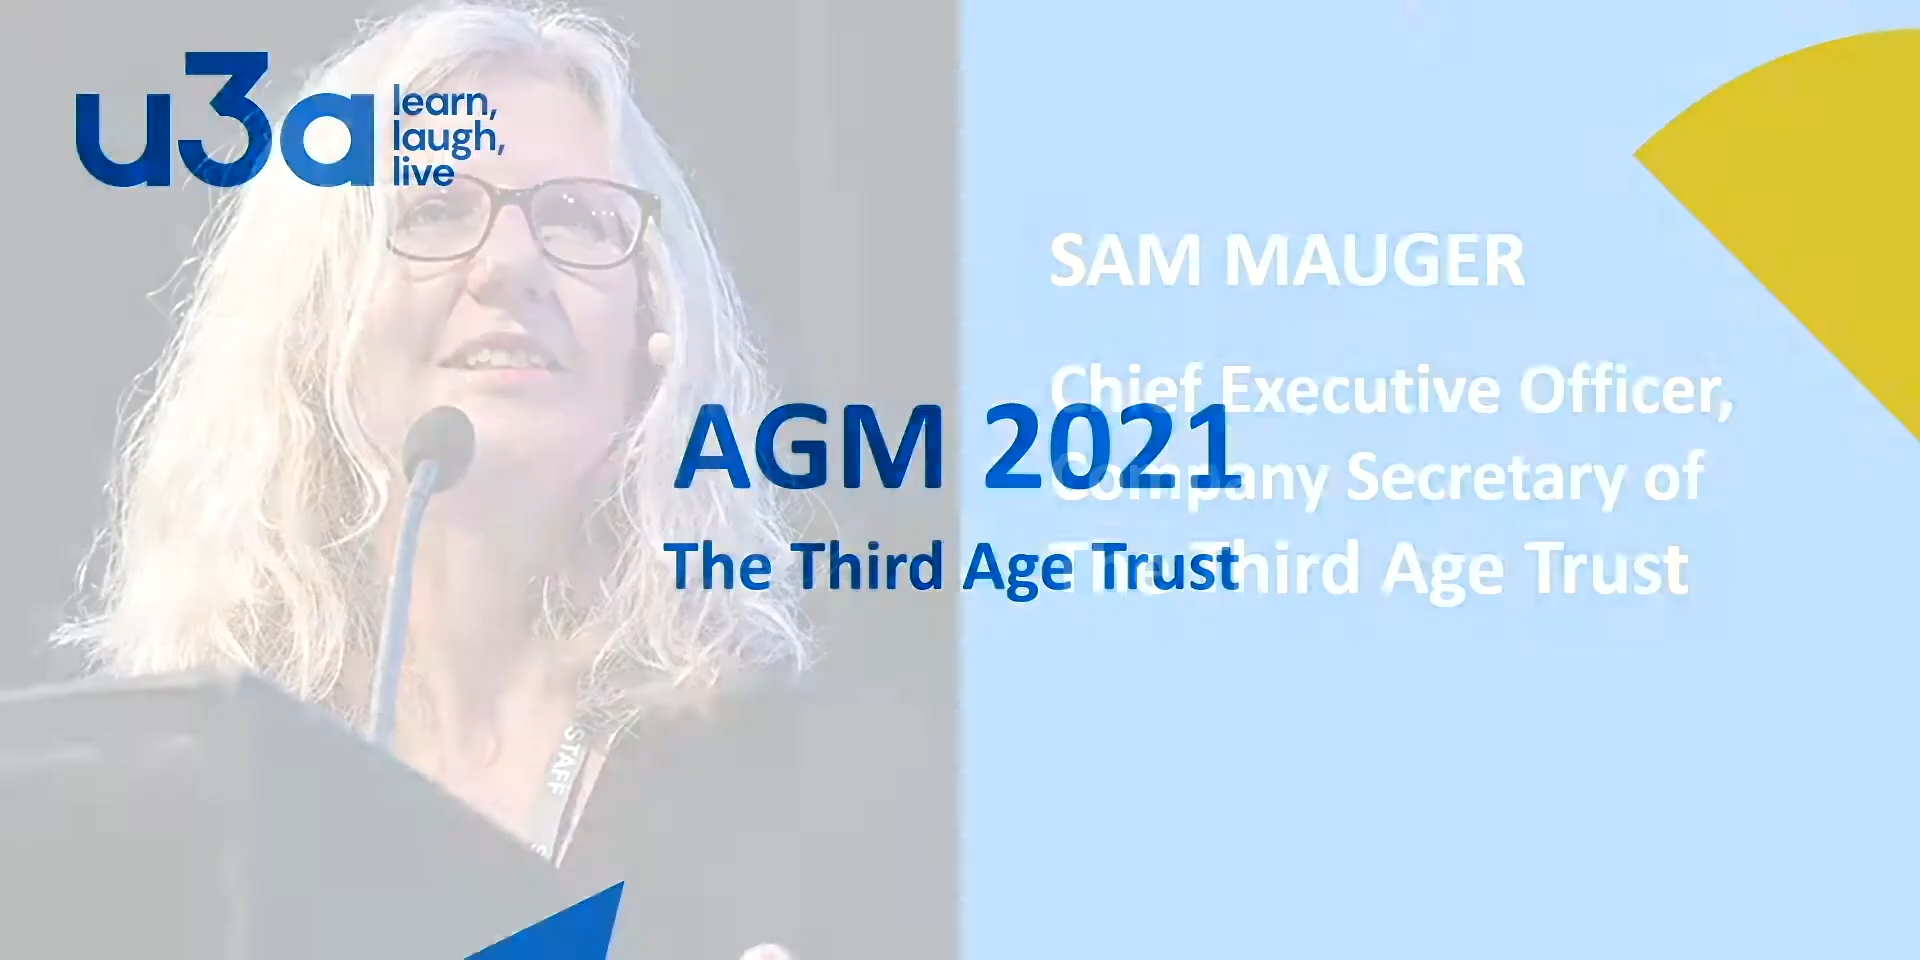 u3a
learn,
laugh,
live
SAM MAUGER
Chief Executive Officer,
Company Secretary of
The Third Age Trust
AGM 2021
The Third Age Trust
STAFF